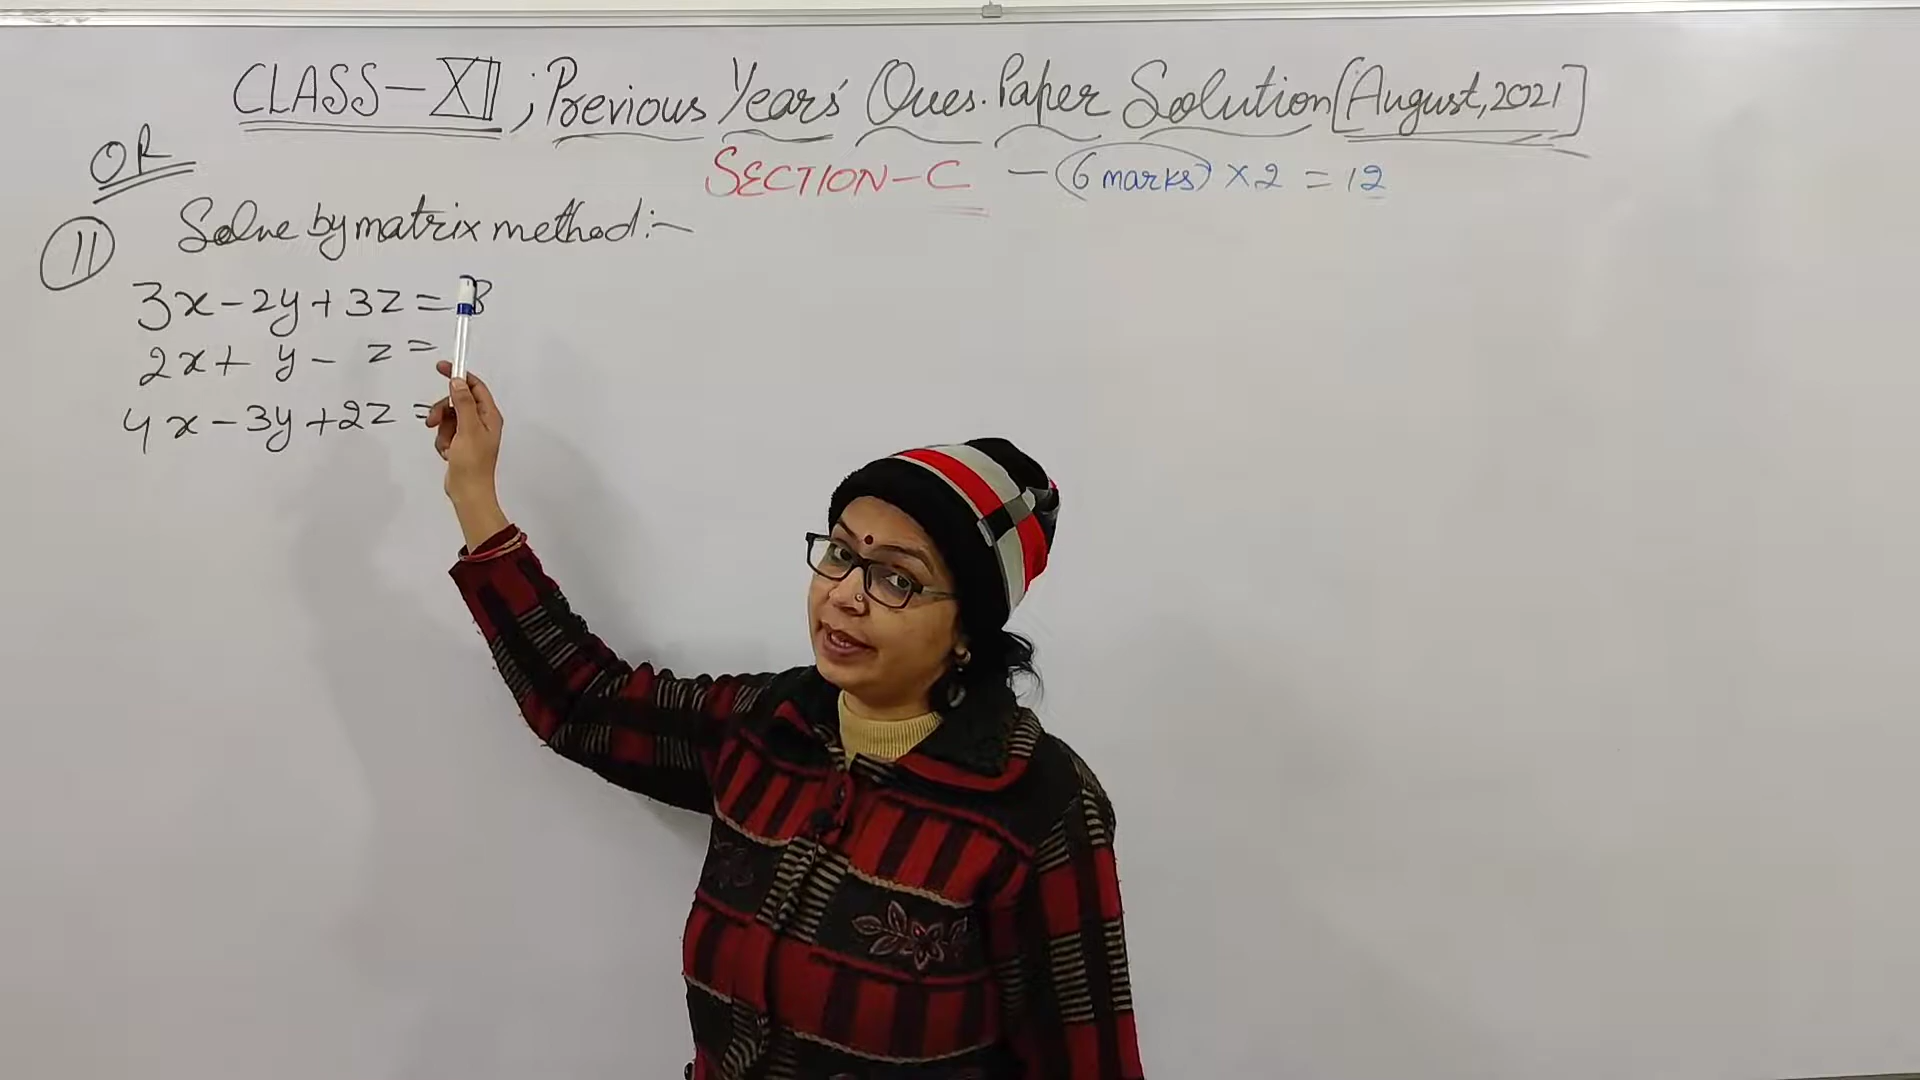 CLASS-XII; Previous Years' Ques. Paper Solution [August, 2021]
OR
SECTION-C - (6 marks) × 2 = 12
11 Solve by matrix method:-
3x - 2y + 3z = 8
2x + y - z =
4x - 3y + 2z =